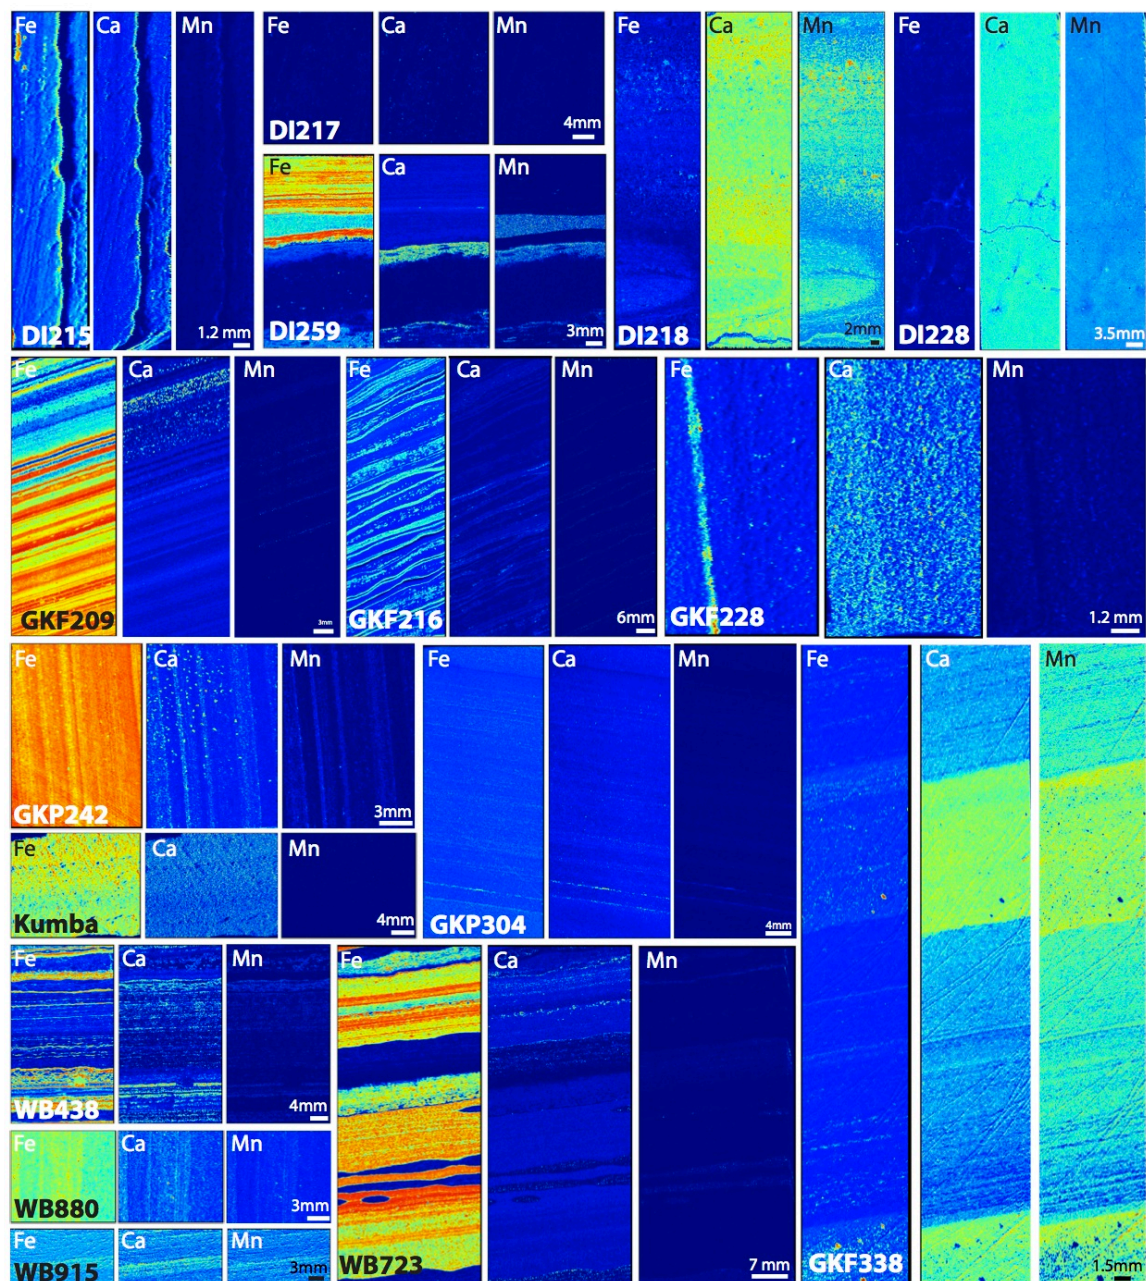 Fe Ca Mn
DI215 1.2 mm
Fe Ca Mn
DI217 4mm
Fe Ca Mn
DI259 3mm
Fe Ca Mn
DI218 2mm
Fe Ca Mn
DI228 3.5mm
Fe Ca Mn
GKF209 3mm
Fe Ca Mn
GKF216 6mm
Fe Ca Mn
GKF228 1.2 mm
Fe Ca Mn
GKP242 3mm
Fe Ca Mn
Kumba 4mm
Fe Ca Mn
GKP304 4mm
Fe Ca Mn
GKF338 1.5mm
Fe Ca Mn
WB438 4mm
Fe Ca Mn
WB880 3mm
Fe Ca Mn
WB915 3mm
Fe Ca Mn
WB723 7 mm